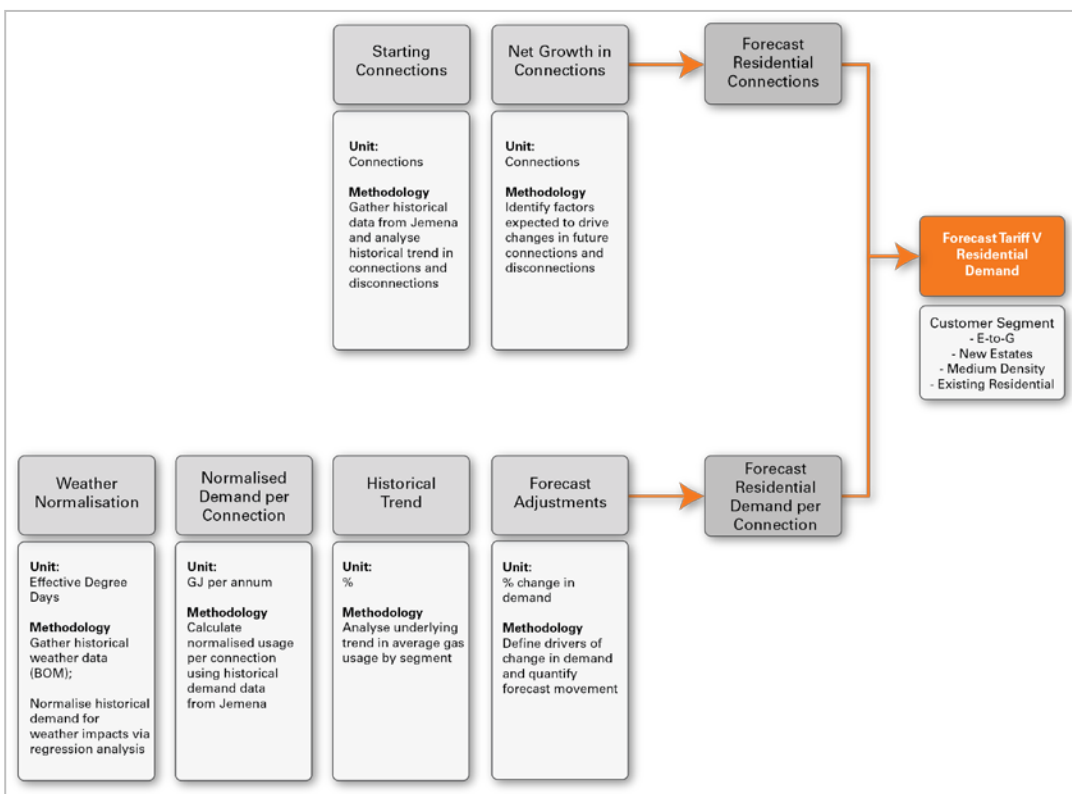 Starting
Connections
Net Growth in
Connections
Forecast
Residential
Connections
Unit:
Connections
Methodology
Gather historical
data from Jemena
and analyse
historical trend in
connections and
disconnections
Unit:
Connections
Methodology
Identify factors
expected to drive
changes in future
connections and
disconnections
Forecast Tariff V
Residential
Demand
Customer Segment
- E-to-G
- New Estates
- Medium Density
- Existing Residential
Weather
Normalisation
Normalised
Demand per
Connection
Historical
Trend
Forecast
Adjustments
Forecast
Residential
Demand per
Connection
Unit:
Effective Degree
Days
Methodology
Gather historical
weather data
(BOM);
Normalise historical
demand for
weather impacts via
regression analysis
Unit:
GJ per annum
Methodology
Calculate
normalised usage
per connection
using historical
demand data
from Jemena
Unit:
%
Methodology
Analyse underlying
trend in average gas
usage by segment
Unit:
% change in
demand
Methodology
Define drivers of
change in demand
and quantify
forecast movement